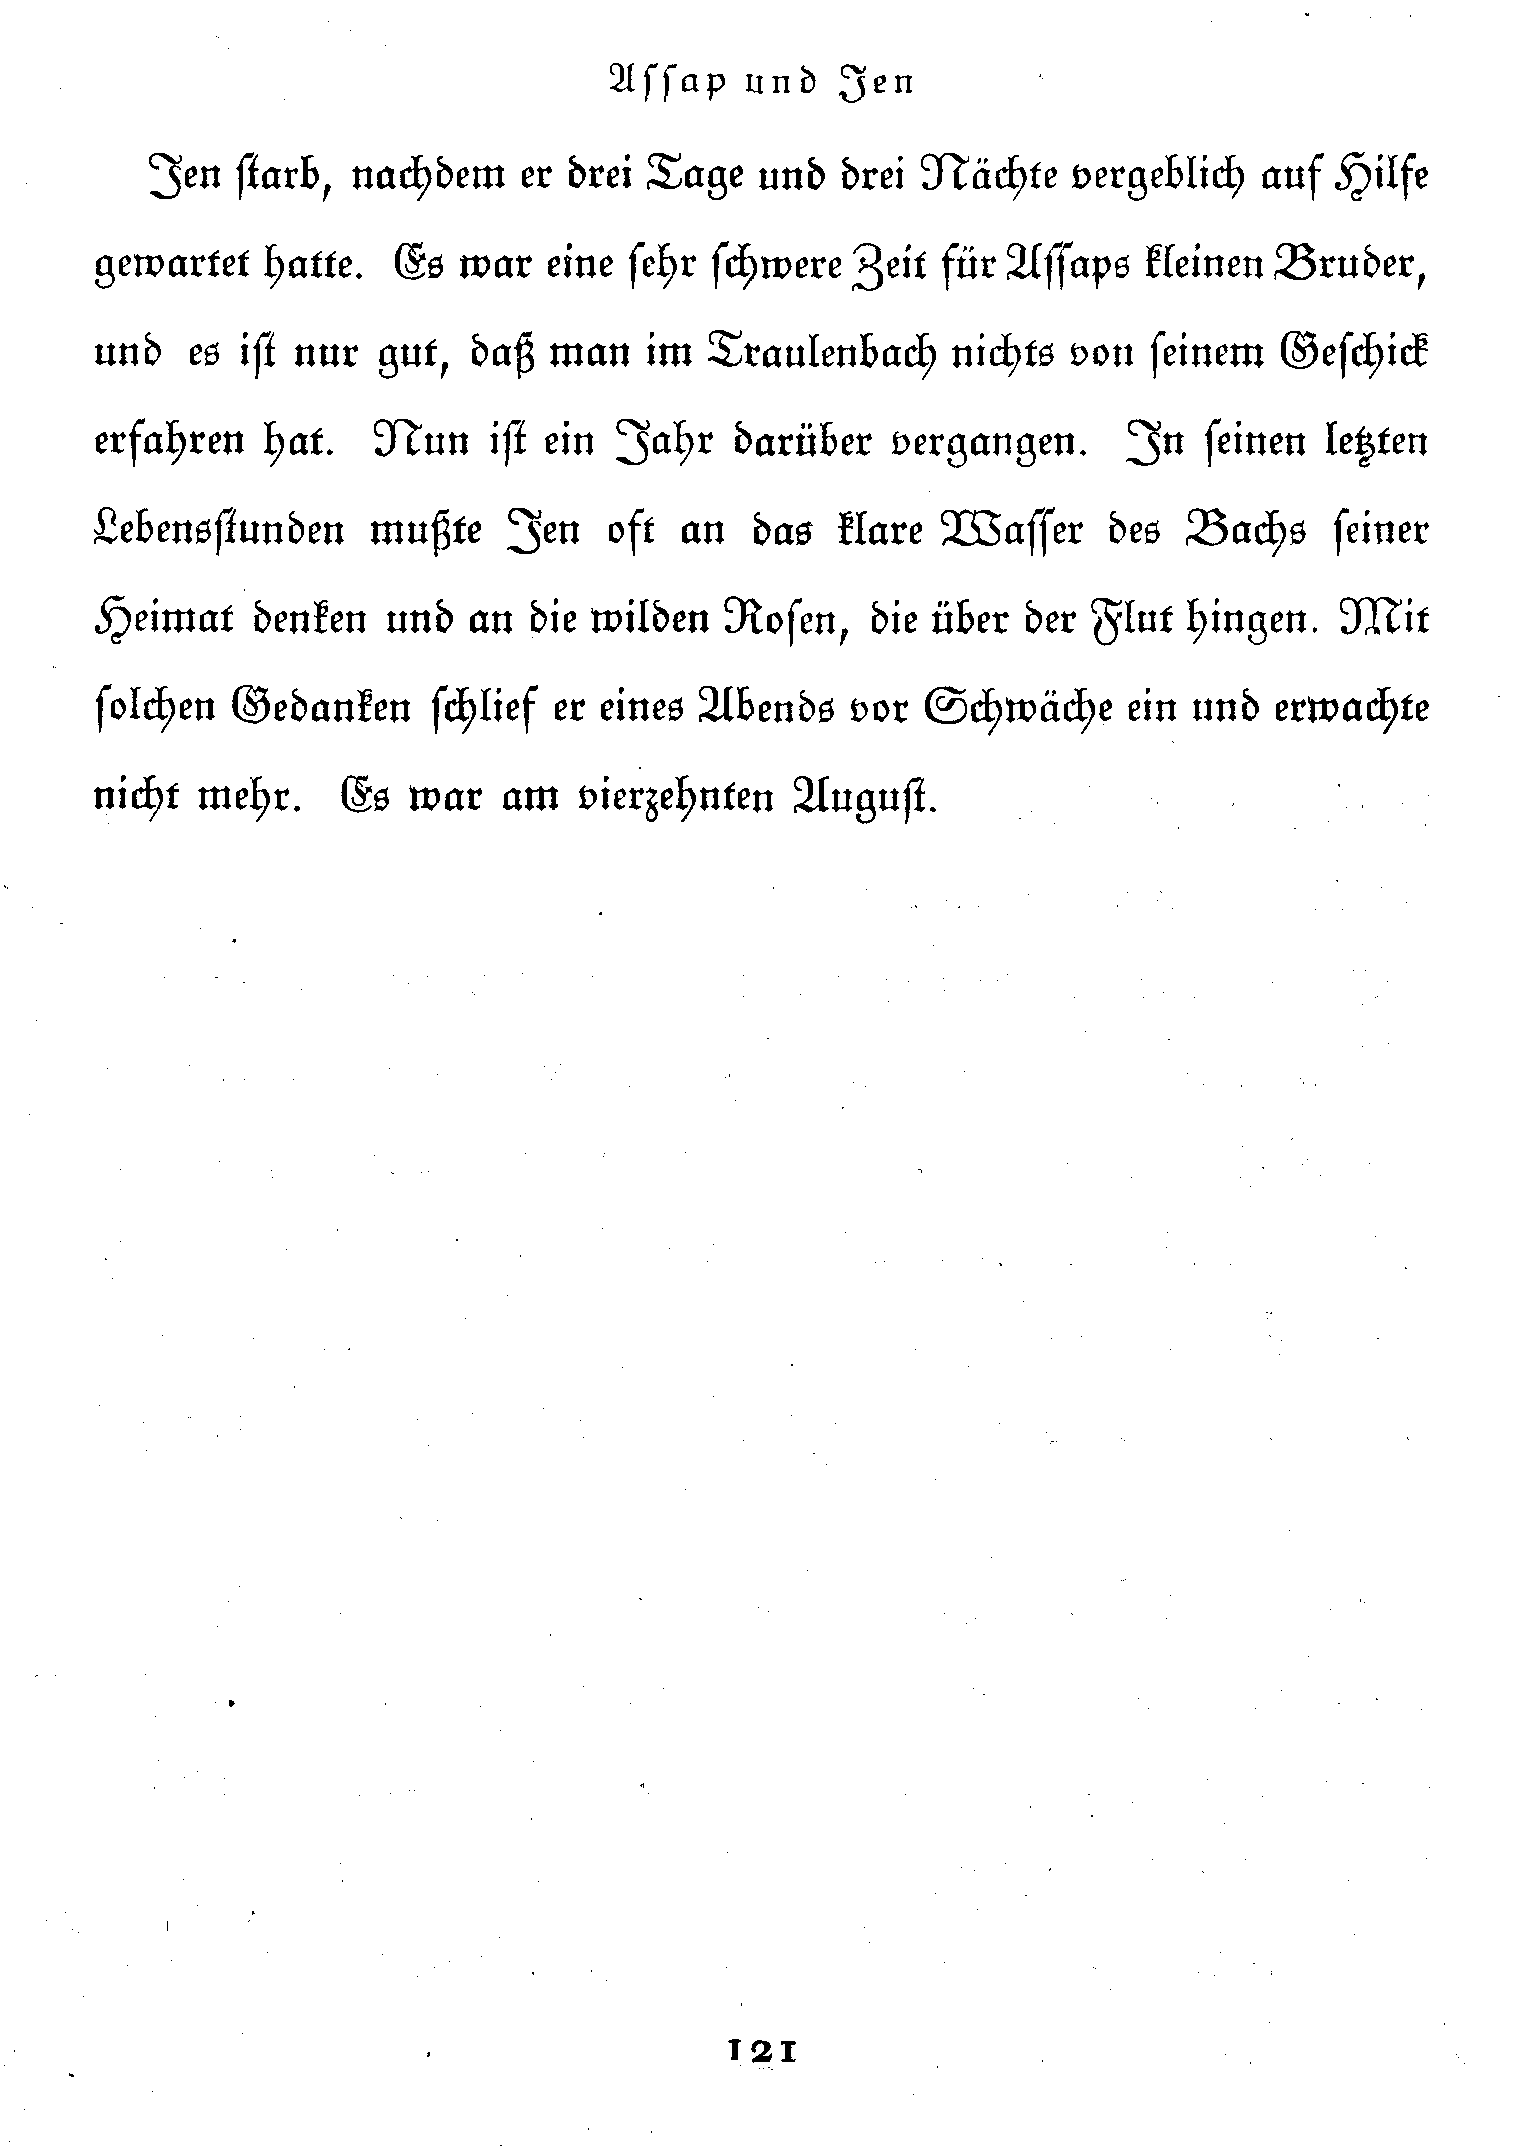 Assap und Jen
Jen starb, nachdem er drei Tage und drei Nächte vergeblich auf Hilfe
gewartet hatte. Es war eine sehr schwere Zeit für Assaps kleinen Bruder,
und es ist nur gut, daß man im Traulenbach nichts von seinem Geschick
erfahren hat. Nun ist ein Jahr darüber vergangen. In seinen letzten
Lebensstunden mußte Jen oft an das klare Wasser des Bachs seiner
Heimat denken und an die wilden Rosen, die über der Flut hingen. Mit
solchen Gedanken schlief er eines Abends vor Schwäche ein und erwachte
nicht mehr. Es war am vierzehnten August.
121